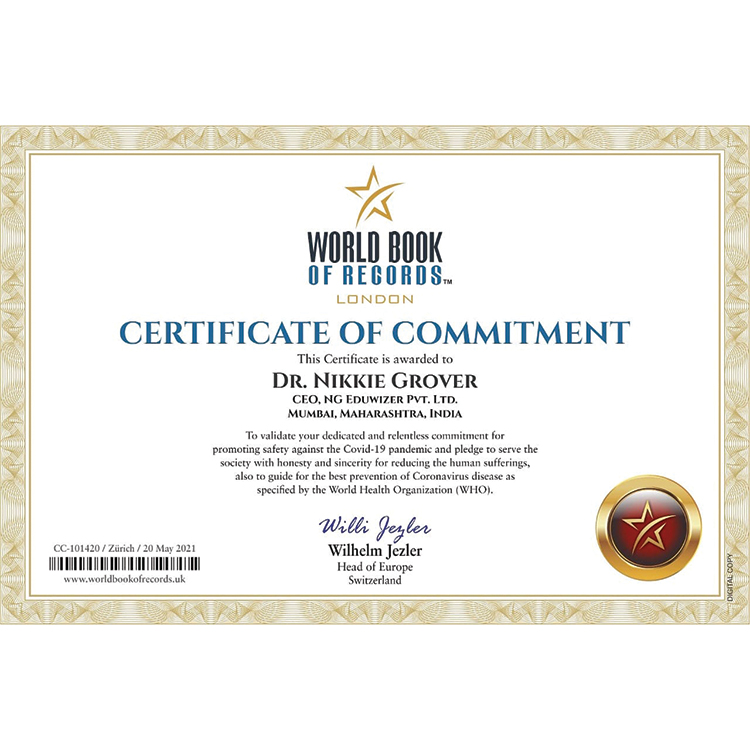 WORLD BOOK
OF RECORDS™
LONDON
CERTIFICATE OF COMMITMENT
This Certificate is awarded to
DR. NIKKIE GROVER
CEO, NG EDUWIZER PVT. LTD.
MUMBAI, MAHARASHTRA, INDIA
To validate your dedicated and relentless commitment for
promoting safety against the Covid-19 pandemic and pledge to serve the
society with honesty and sincerity for reducing the human sufferings,
also to guide for the best prevention of Coronavirus disease as
specified by the World Health Organization (WHO).
Willi Jezler
Wilhelm Jezler
Head of Europe
Switzerland
CC-101420 / Zürich / 20 May 2021
www.worldbookofrecords.uk
DIGITAL COPY